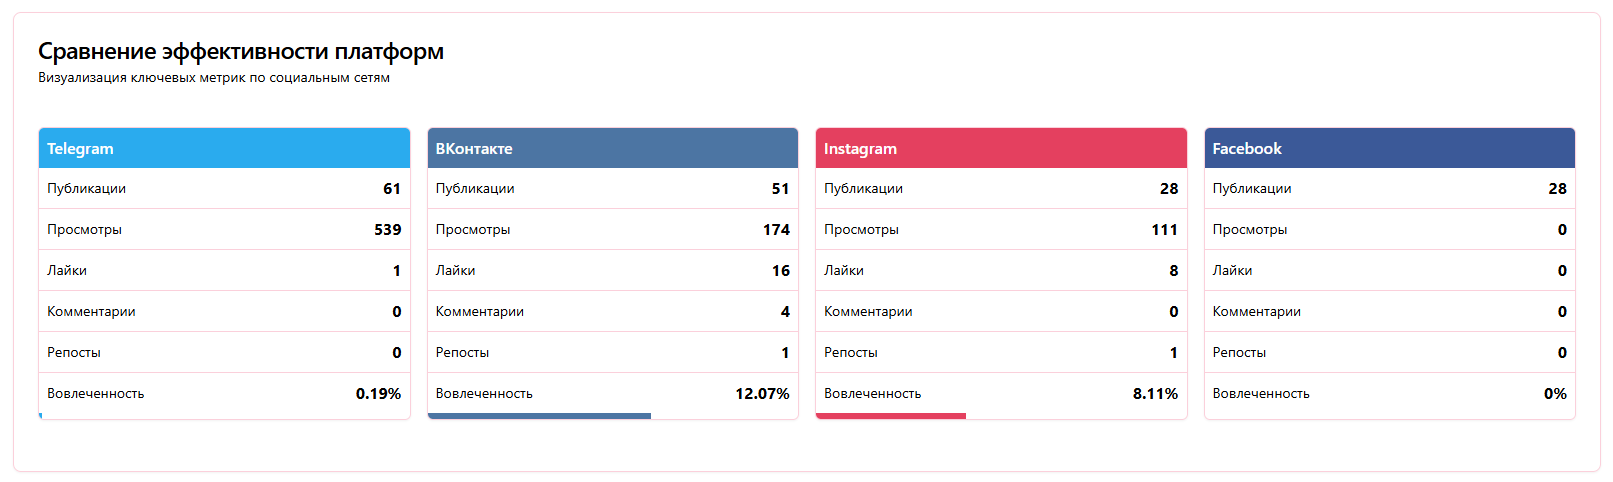 Сравнение эффективности платформ
Визуализация ключевых метрик по социальным сетям
Telegram
Публикации 61
Просмотры 539
Лайки 1
Комментарии 0
Репосты 0
Вовлеченность 0.19%
ВКонтакте
Публикации 51
Просмотры 174
Лайки 16
Комментарии 4
Репосты 1
Вовлеченность 12.07%
Instagram
Публикации 28
Просмотры 111
Лайки 8
Комментарии 0
Репосты 1
Вовлеченность 8.11%
Facebook
Публикации 28
Просмотры 0
Лайки 0
Комментарии 0
Репосты 0
Вовлеченность 0%